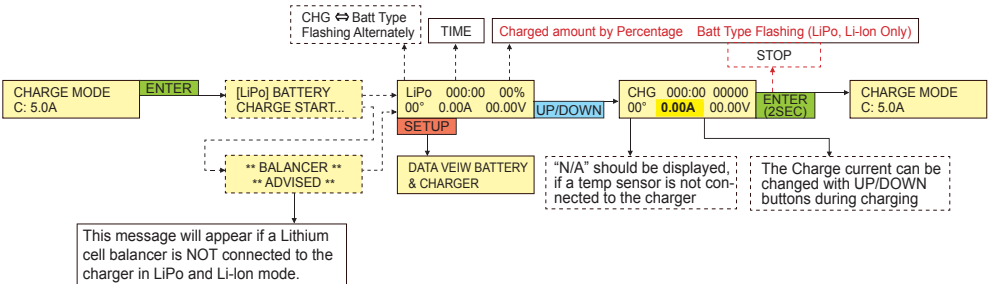 CHG ⇔ Batt Type
Flashing Alternately
TIME
Charged amount by Percentage Batt Type Flashing (LiPo, Li-Ion Only)
STOP
CHARGE MODE
C: 5.0A
ENTER
[LiPo] BATTERY
CHARGE START...
LiPo 000:00 00%
00° 0.00A 00.00V
UP/DOWN
CHG 000:00 00000
00° 0.00A 00.00V
ENTER
(2SEC)
CHARGE MODE
C: 5.0A
SETUP
** BALANCER **
** ADVISED **
DATA VEIW BATTERY
& CHARGER
“N/A” should be displayed,
if a temp sensor is not con-
nected to the charger
The Charge current can be
changed with UP/DOWN
buttons during charging
This message will appear if a Lithium
cell balancer is NOT connected to the
charger in LiPo and Li-Ion mode.